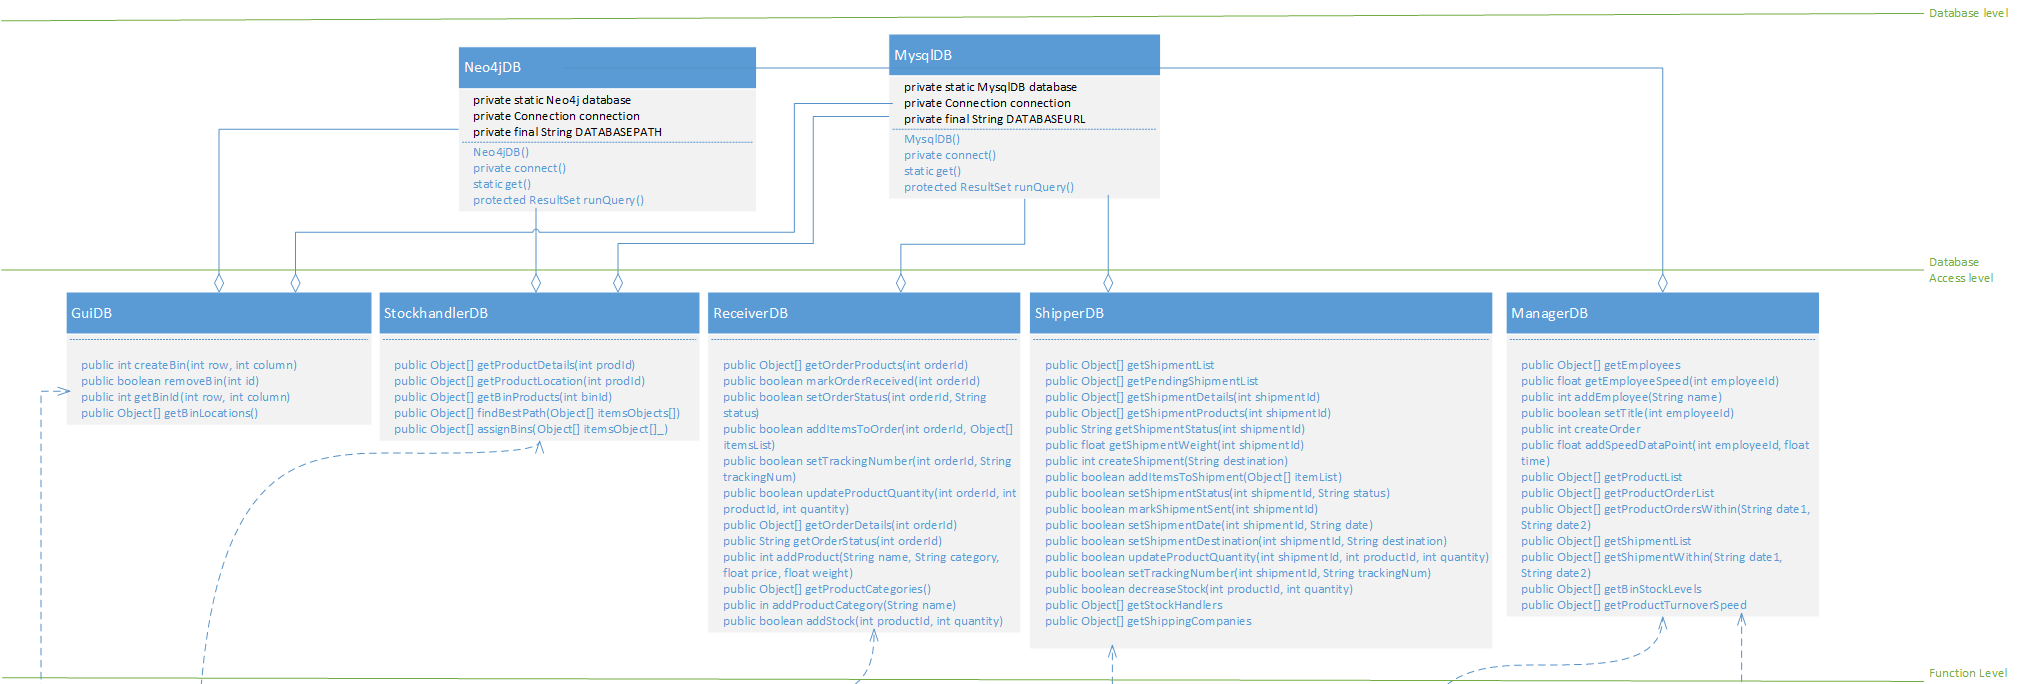 Database level
Neo4jDB
private static Neo4j database
private Connection connection
private final String DATABASEPATH
Neo4jDB()
private connect()
static get()
protected ResultSet runQuery()
MysqlDB
private static MysqlDB database
private Connection connection
private final String DATABASEURL
MysqlDB()
private connect()
static get()
protected ResultSet runQuery()
Database
Access level
GuiDB
public int createBin(int row, int column)
public boolean removeBin(int id)
public int getBinId(int row, int column)
public Object[] getBinLocations()
StockhandlerDB
public Object[] getProductDetails(int prodId)
public Object[] getProductLocation(int prodId)
public Object[] getBinProducts(int binId)
public Object[] findBestPath(Object[] itemsObjects[])
public Object[] assignBins(Object[] itemsObject[]_)
ReceiverDB
public Object[] getOrderProducts(int orderId)
public boolean markOrderReceived(int orderId)
public boolean setOrderStatus(int orderId, String
status)
public boolean addItemsToOrder(int orderId, Object[]
itemsList)
public boolean setTrackingNumber(int orderId, String
trackingNum)
public boolean updateProductQuantity(int orderId, int
productId, int quantity)
public Object[] getOrderDetails(int orderId)
public String getOrderStatus(int orderId)
public int addProduct(String name, String category,
float price, float weight)
public Object[] getProductCategories()
public in addProductCategory(String name)
public boolean addStock(int productId, int quantity)
ShipperDB
public Object[] getShipmentList
public Object[] getPendingShipmentList
public Object[] getShipmentDetails(int shipmentId)
public Object[] getShipmentProducts(int shipmentId)
public String getShipmentStatus(int shipmentId)
public float getShipmentWeight(int shipmentId)
public int createShipment(String destination)
public boolean addItemsToShipment(Object[] itemList)
public boolean setShipmentStatus(int shipmentId, String status)
public boolean markShipmentSent(int shipmentId)
public boolean setShipmentDate(int shipmentId, String date)
public boolean setShipmentDestination(int shipmentId, String destination)
public boolean updateProductQuantity(int shipmentId, int productId, int quantity)
public boolean setTrackingNumber(int shipmentId, String trackingNum)
public boolean decreaseStock(int productId, int quantity)
public Object[] getStockHandlers
public Object[] getShippingCompanies
ManagerDB
public Object[] getEmployees
public float getEmployeeSpeed(int employeeId)
public int addEmployee(String name)
public boolean setTitle(int employeeId)
public int createOrder
public float addSpeedDataPoint(int employeeId, float
time)
public Object[] getProductList
public Object[] getProductOrderList
public Object[] getProductOrdersWithin(String date1,
String date2)
public Object[] getShipmentList
public Object[] getShipmentWithin(String date1,
String date2)
public Object[] getBinStockLevels
public Object[] getProductTurnoverSpeed
Function Level